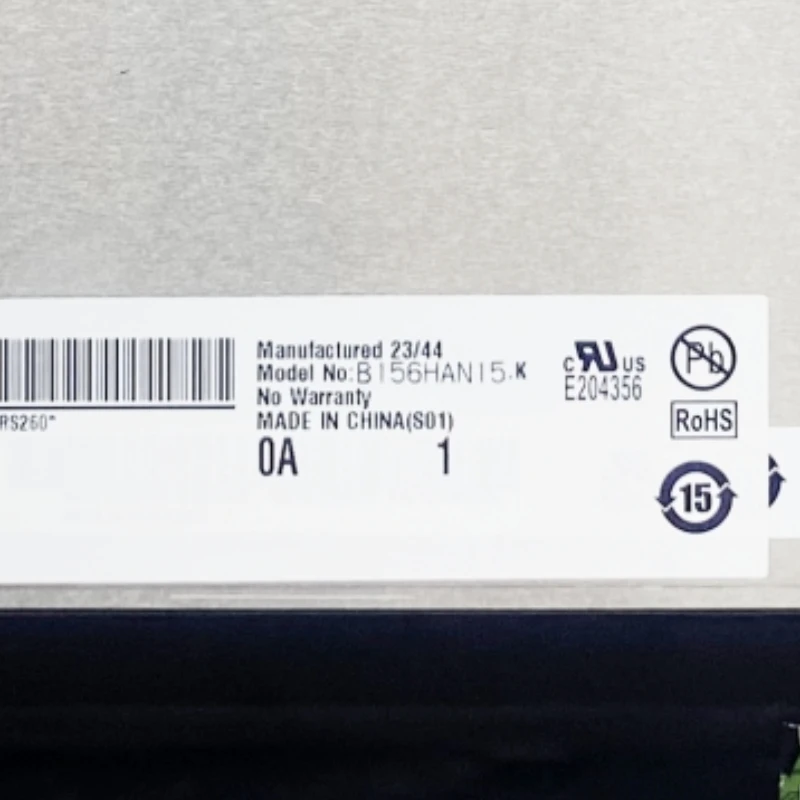 Manufactured 23/44
Model No:B156HAN15.K
No Warranty
MADE IN CHINA(S01)
0A 1
RS260"
c RU US
E204356
Pb
RoHS
15